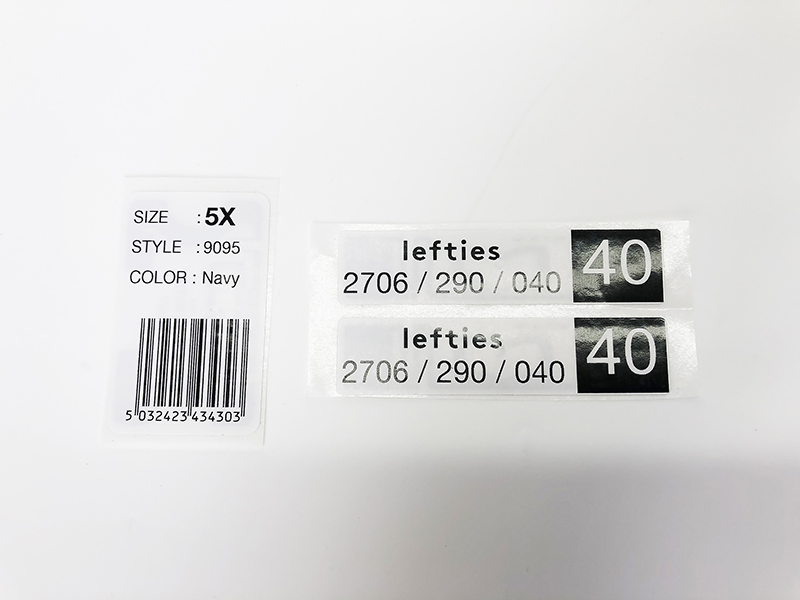 SIZE : 5X
STYLE : 9095
COLOR : Navy
5 032423 434303
lefties
2706 / 290 / 040
40
lefties
2706 / 290 / 040
40